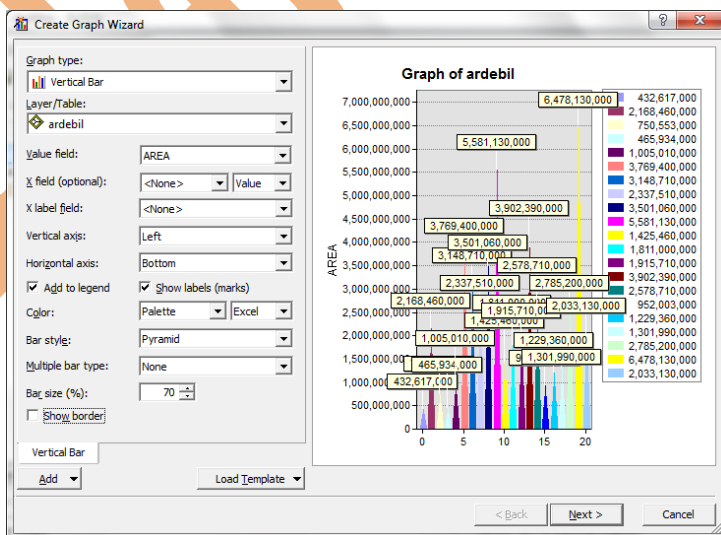 Create Graph Wizard
Graph type:
Vertical Bar
Layer/Table:
ardebil
Value field:
AREA
X field (optional):
<None>
Value
X label field:
<None>
Vertical axis:
Left
Horizontal axis:
Bottom
Add to legend
Show labels (marks)
Color:
Palette
Excel
Bar style:
Pyramid
Multiple bar type:
None
Bar size (%):
70
Show border
Vertical Bar
Add
Load Template
Graph of ardebil
AREA
7,000,000,000
6,500,000,000
6,000,000,000
5,500,000,000
5,000,000,000
4,500,000,000
4,000,000,000
3,500,000,000
3,000,000,000
2,500,000,000
2,000,000,000
1,500,000,000
1,000,000,000
500,000,000
0
0 5 10 15 20
6,478,130,000
5,581,130,000
3,902,390,000
3,769,400,000
3,501,060,000
3,148,710,000
2,578,710,000
2,337,510,000
2,785,200,000
2,168,460,000
1,811,000,000
2,033,130,000
1,915,710,000
1,425,460,000
1,005,010,000
1,229,360,000
1,301,990,000
465,934,000
432,617,000
432,617,000
2,168,460,000
750,553,000
465,934,000
1,005,010,000
3,769,400,000
3,148,710,000
2,337,510,000
3,501,060,000
5,581,130,000
1,425,460,000
1,811,000,000
1,915,710,000
3,902,390,000
2,578,710,000
952,003,000
1,229,360,000
1,301,990,000
2,785,200,000
6,478,130,000
2,033,130,000
< Back
Next >
Cancel